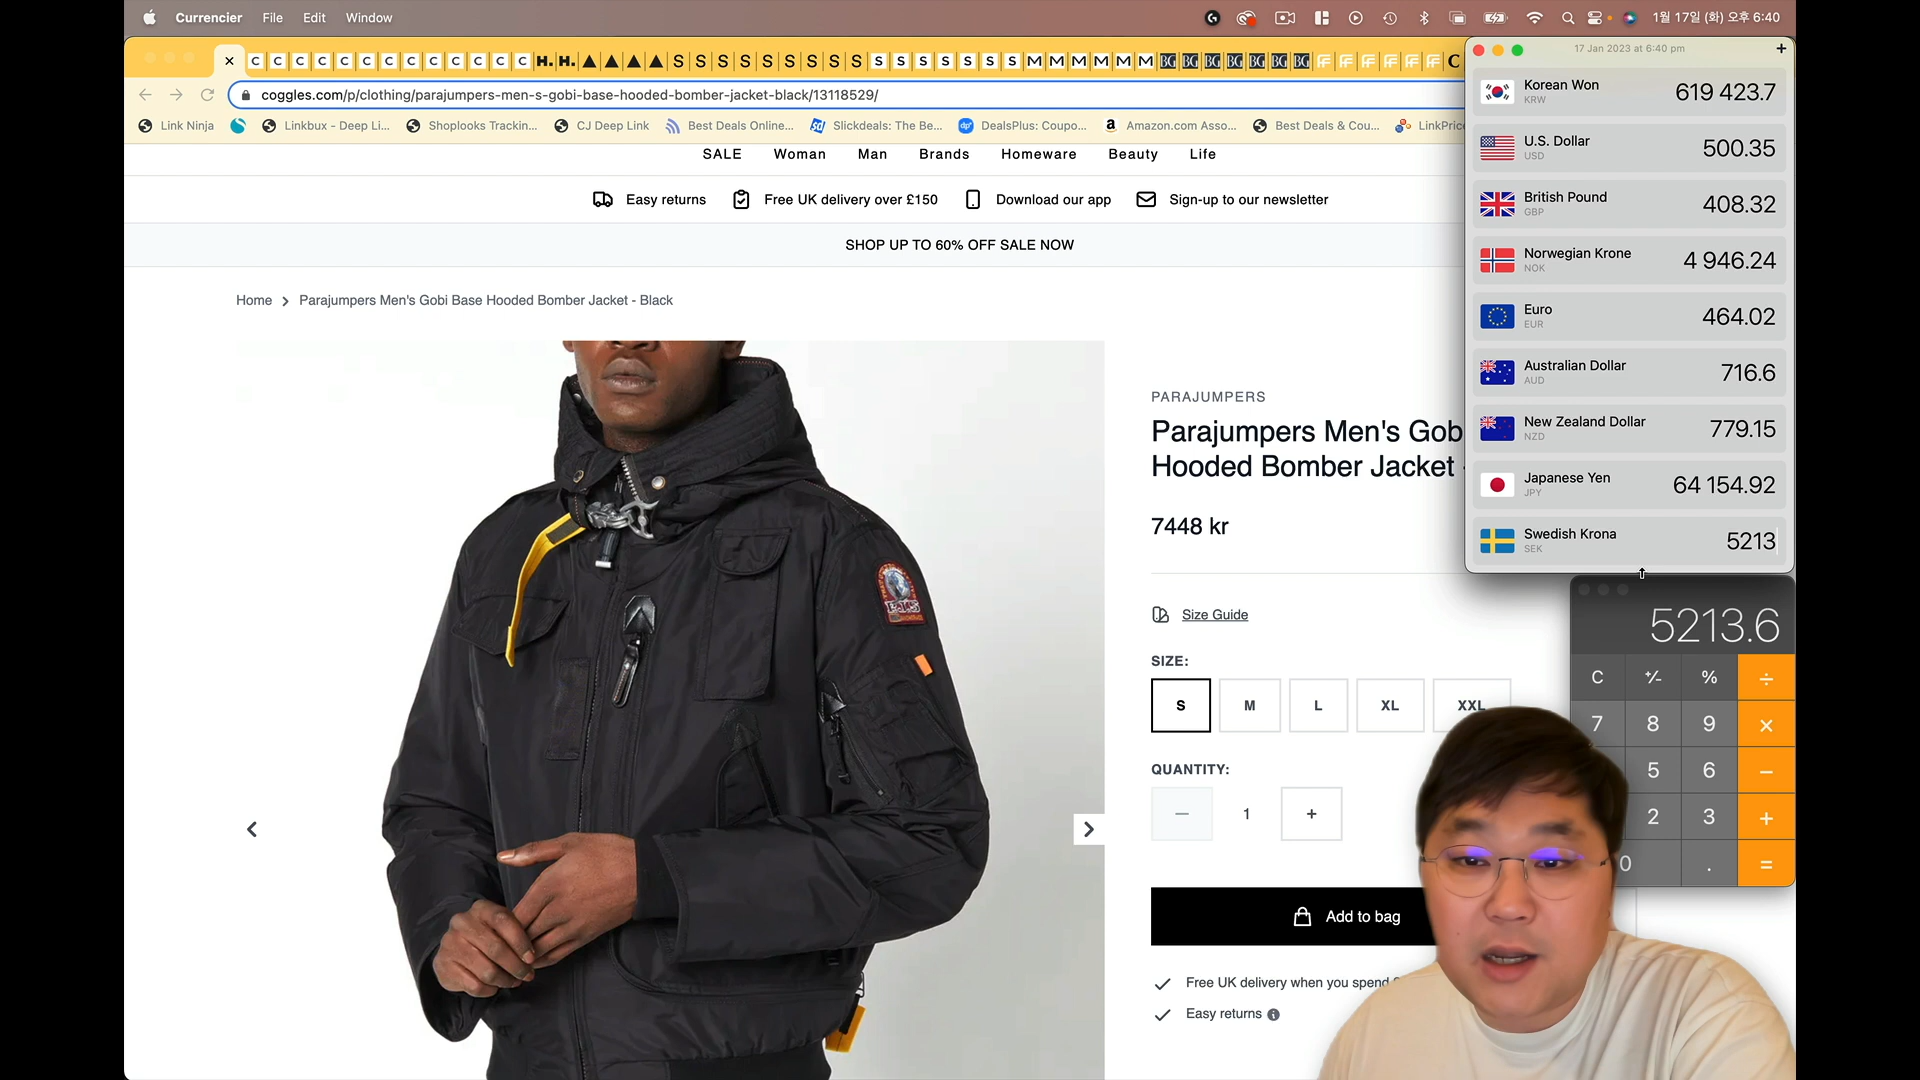 Currencier File Edit Window
1월 17일 (화) 오후 6:40
coggles.com/p/clothing/parajumpers-men-s-gobi-base-hooded-bomber-jacket-black/13118529/
Link Ninja
Linkbux - Deep Li...
Shoplooks Trackin...
CJ Deep Link
Best Deals Online...
Slickdeals: The Be...
DealsPlus: Coupo...
Amazon.com Asso...
Best Deals & Cou...
LinkPrice
SALE Woman Man Brands Homeware Beauty Life
Easy returns
Free UK delivery over £150
Download our app
Sign-up to our newsletter
SHOP UP TO 60% OFF SALE NOW
Home > Parajumpers Men's Gobi Base Hooded Bomber Jacket - Black
PARAJUMPERS
Parajumpers Men's Gob
Hooded Bomber Jacket -
7448 kr
Size Guide
SIZE:
S M L XL XXL
QUANTITY:
— 1 +
Add to bag
Free UK delivery when you spend
Easy returns
17 Jan 2023 at 6:40 pm
+
Korean Won
KRW
619 423.7
U.S. Dollar
USD
500.35
British Pound
GBP
408.32
Norwegian Krone
NOK
4 946.24
Euro
EUR
464.02
Australian Dollar
AUD
716.6
New Zealand Dollar
NZD
779.15
Japanese Yen
JPY
64 154.92
Swedish Krona
SEK
5213
5213.6
C +/- % ÷
7 8 9 ×
5 6 −
2 3 +
0 . =